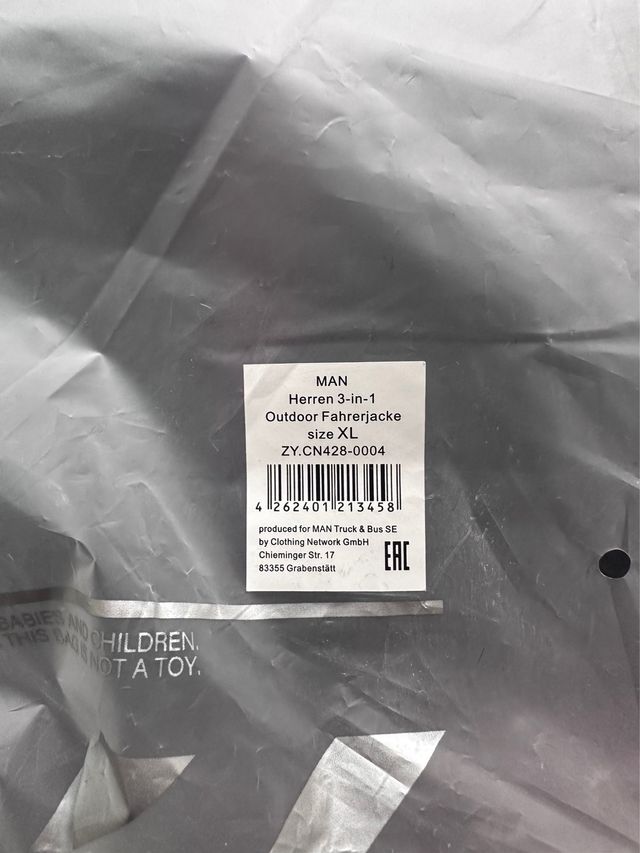 MAN
Herren 3-in-1
Outdoor Fahrerjacke
size XL
ZY.CN428-0004
4 262401 213458
produced for MAN Truck & Bus SE
by Clothing Network GmbH
Chieminger Str. 17
83355 Grabenstätt
EAC
BABIES AND CHILDREN.
THIS BAG IS NOT A TOY.